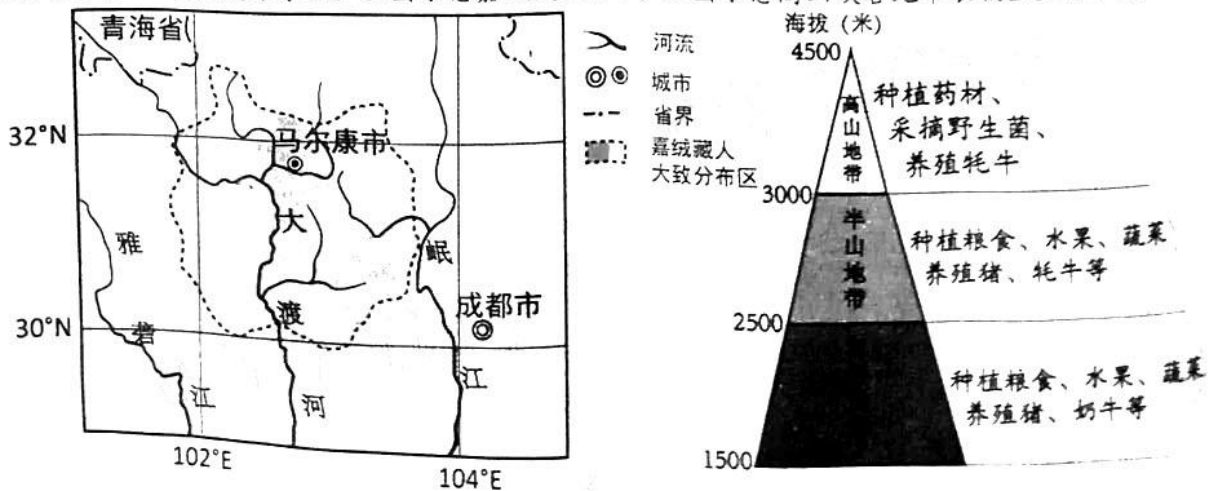 青海省
32°N
马尔康市
大
雅
岷
渡
成都市
30°N
砻
江
河
江
102°E
104°E
河流
城市
省界
嘉绒藏人
大致分布区
海拔（米）
4500
高山地带
种植药材、
采摘野生菌、
养殖牦牛
3000
半山地带
种植粮食、水果、蔬菜
养殖猪、牦牛等
2500
种植粮食、水果、蔬菜
养殖猪、奶牛等
1500